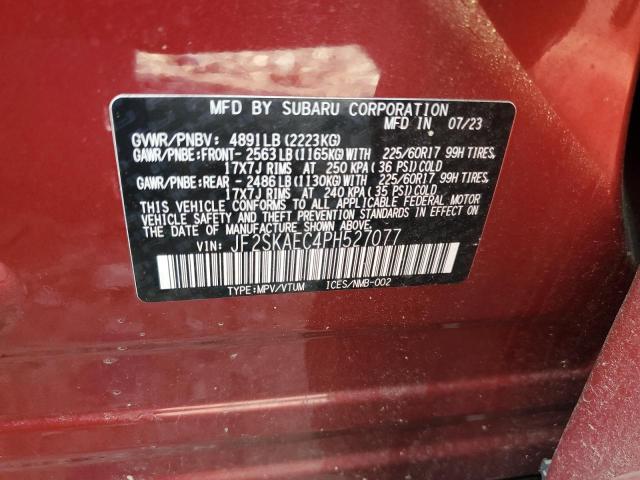 MFD BY SUBARU CORPORATION
MFD IN 07/23
GVWR/PNBV: 4891LB(2223KG)
GAWR/PNBE:FRONT- 2563LB(1165KG)WITH 225/60R17 99H TIRES,
17X7J RIMS AT 250 KPA(36 PSI)COLD
GAWR/PNBE:REAR - 2486LB(1130KG)WITH 225/60R17 99H TIRES,
17X7J RIMS AT 240 KPA(35 PSI)COLD
THIS VEHICLE CONFORMS TO ALL APPLICABLE FEDERAL MOTOR
VEHICLE SAFETY AND THEFT PREVENTION STANDARDS IN EFFECT ON
THE DATE OF MANUFACTURE SHOWN ABOVE.
VIN: JF2SKAEC4PH527077
TYPE:MPV/VTUM ICES/NMB-002